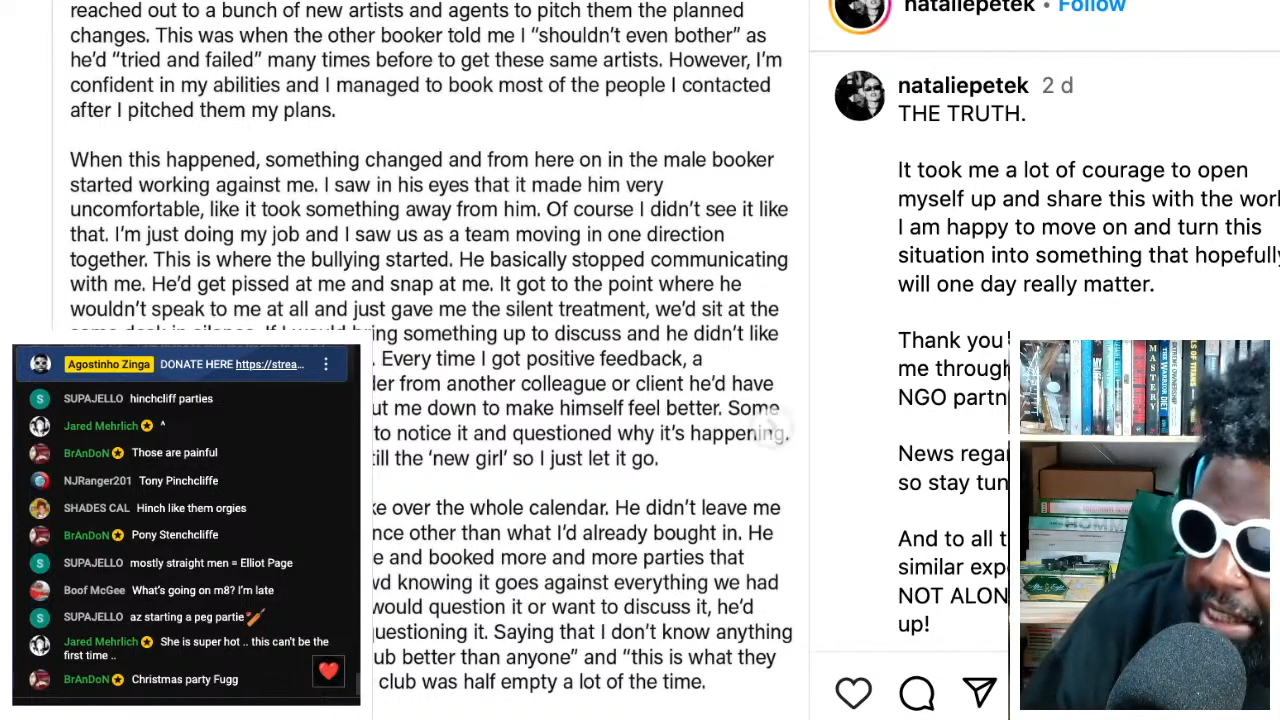 reached out to a bunch of new artists and agents to pitch them the planned
changes. This was when the other booker told me I “shouldn’t even bother” as
he’d “tried and failed” many times before to get these same artists. However, I’m
confident in my abilities and I managed to book most of the people I contacted
after I pitched them my plans.
When this happened, something changed and from here on in the male booker
started working against me. I saw in his eyes that it made him very
uncomfortable, like it took something away from him. Of course I didn’t see it like
that. I’m just doing my job and I saw us as a team moving in one direction
together. This is where the bullying started. He basically stopped communicating
with me. He’d get pissed at me and snap at me. It got to the point where he
wouldn’t speak to me at all and just gave me the silent treatment, we’d sit at the
same desk in silence. If I would bring something up to discuss and he didn’t like
. Every time I got positive feedback, a
der from another colleague or client he’d have
ut me down to make himself feel better. Some
to notice it and questioned why it’s happening.
till the ‘new girl’ so I just let it go.
ke over the whole calendar. He didn’t leave me
nce other than what I’d already bought in. He
e and booked more and more parties that
wd knowing it goes against everything we had
would question it or want to discuss it, he’d
uestioning it. Saying that I don’t know anything
ub better than anyone” and “this is what they
club was half empty a lot of the time.
nataliepetek • Follow
nataliepetek 2 d
THE TRUTH.
It took me a lot of courage to open
myself up and share this with the worl
I am happy to move on and turn this
situation into something that hopefully
will one day really matter.
Thank you
me through
NGO partn
News regar
so stay tun
And to all t
similar expe
NOT ALON
up!
Agostinho Zinga DONATE HERE https://strea...
SUPAJELLO hinchcliff parties
Jared Mehrlich ^
BrAnDoN Those are painful
NJRanger201 Tony Pinchcliffe
SHADES CAL Hinch like them orgies
BrAnDoN Pony Stenchcliffe
SUPAJELLO mostly straight men = Elliot Page
Boof McGee What’s going on m8? I’m late
SUPAJELLO az starting a peg partie
Jared Mehrlich She is super hot .. this can't be the
first time ..
BrAnDoN Christmas party Fugg
MASTERY
THE WARRIOR DIET